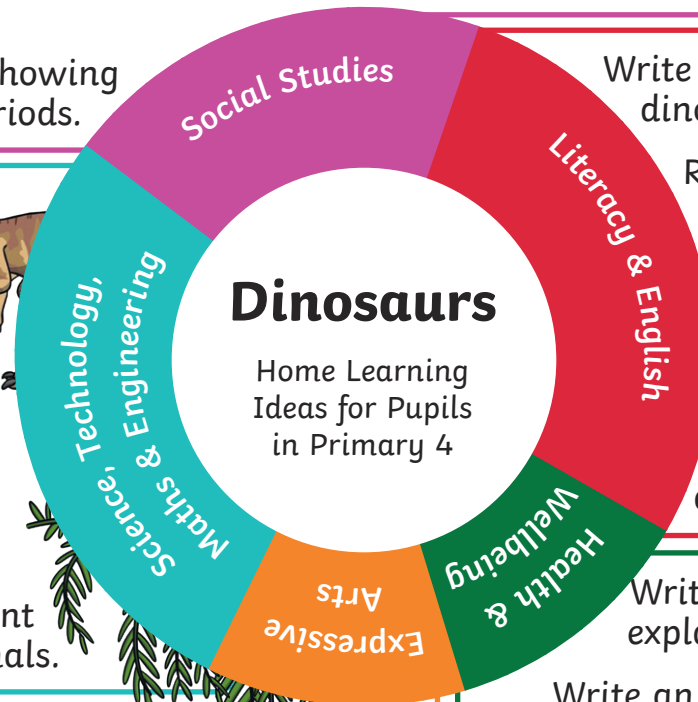 howing
riods.
Social Studies
Write
dino
Literacy & English
Science, Technology,
Maths & Engineering
Dinosaurs
Home Learning
Ideas for Pupils
in Primary 4
Health &
Wellbeing
Expressive
Arts
nt
als.
Writ
explo
Write an